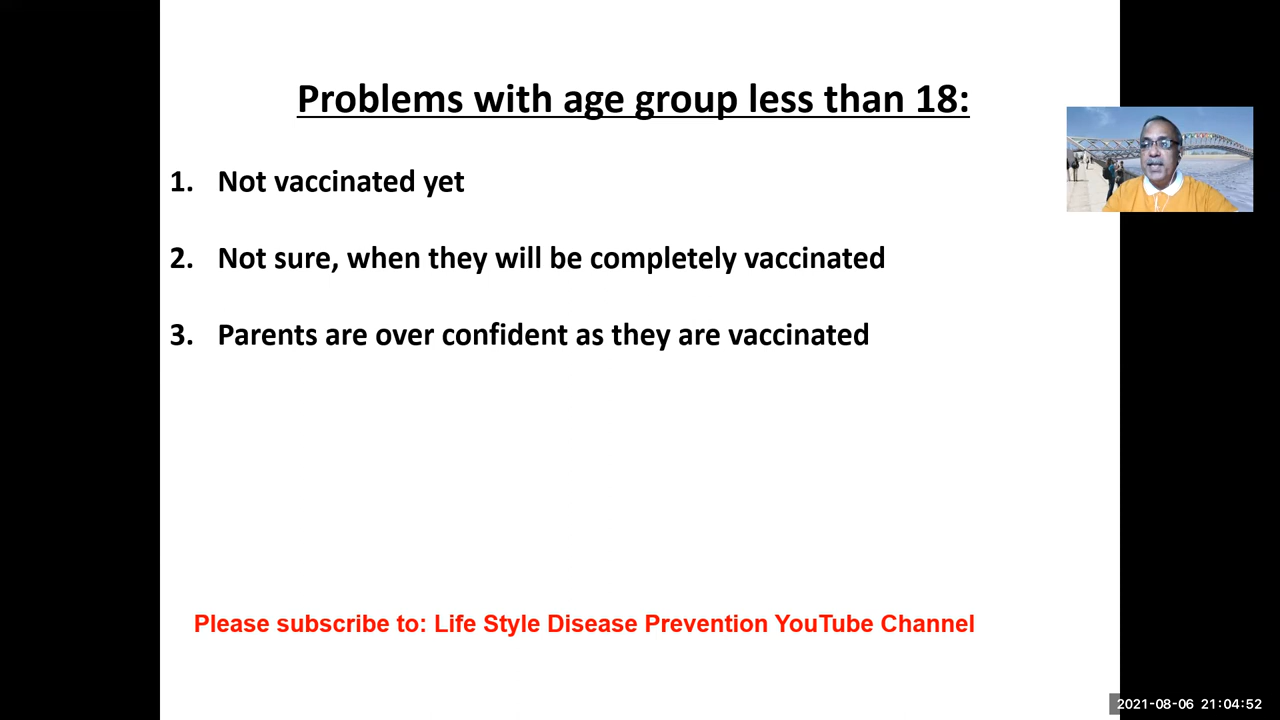 Problems with age group less than 18:
1. Not vaccinated yet
2. Not sure, when they will be completely vaccinated
3. Parents are over confident as they are vaccinated
Please subscribe to: Life Style Disease Prevention YouTube Channel
2021-08-06 21:04:52